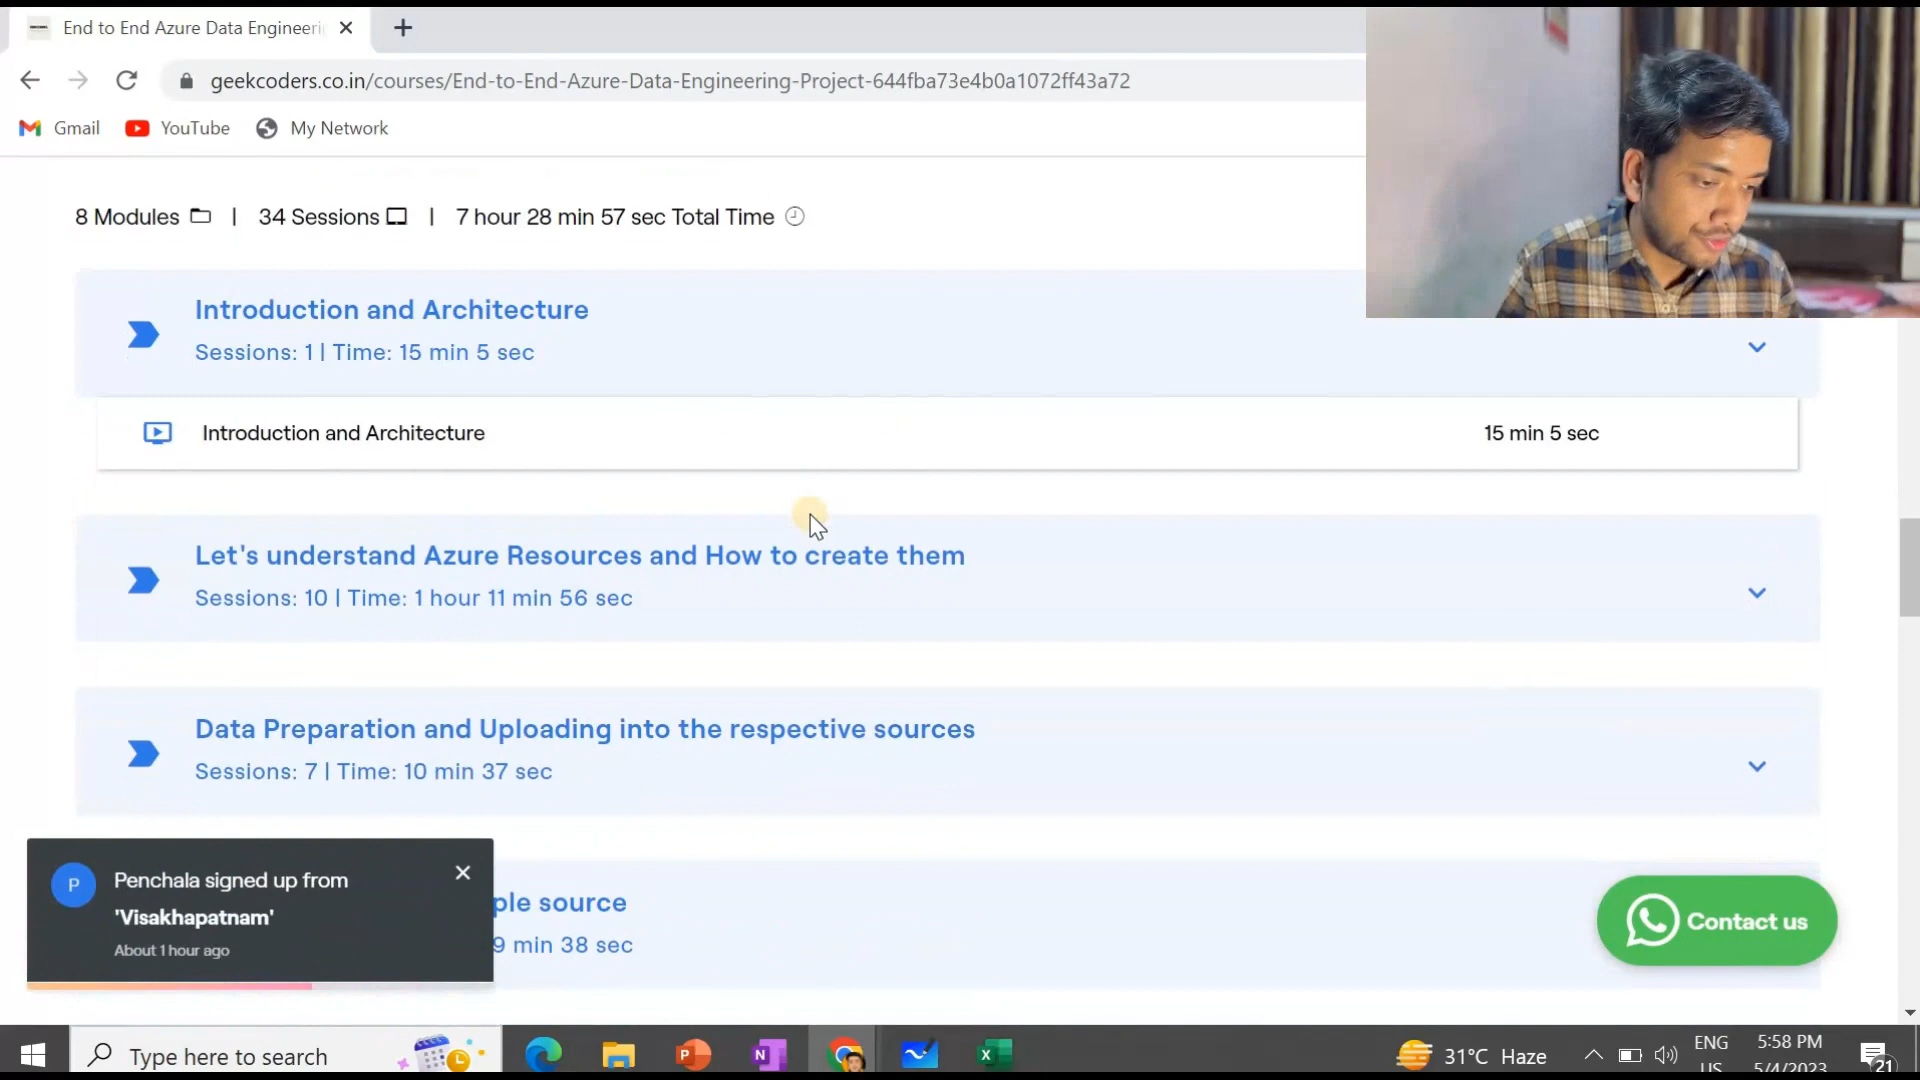 End to End Azure Data Engineeri
geekcoders.co.in/courses/End-to-End-Azure-Data-Engineering-Project-644fba73e4b0a1072ff43a72
Gmail YouTube My Network
8 Modules | 34 Sessions | 7 hour 28 min 57 sec Total Time
Introduction and Architecture
Sessions: 1 | Time: 15 min 5 sec
Introduction and Architecture 15 min 5 sec
Let's understand Azure Resources and How to create them
Sessions: 10 | Time: 1 hour 11 min 56 sec
Data Preparation and Uploading into the respective sources
Sessions: 7 | Time: 10 min 37 sec
P
Penchala signed up from
'Visakhapatnam'
About 1 hour ago
ple source
9 min 38 sec
Contact us
Type here to search
31°C Haze
ENG
US
5:58 PM
5/4/2023
21